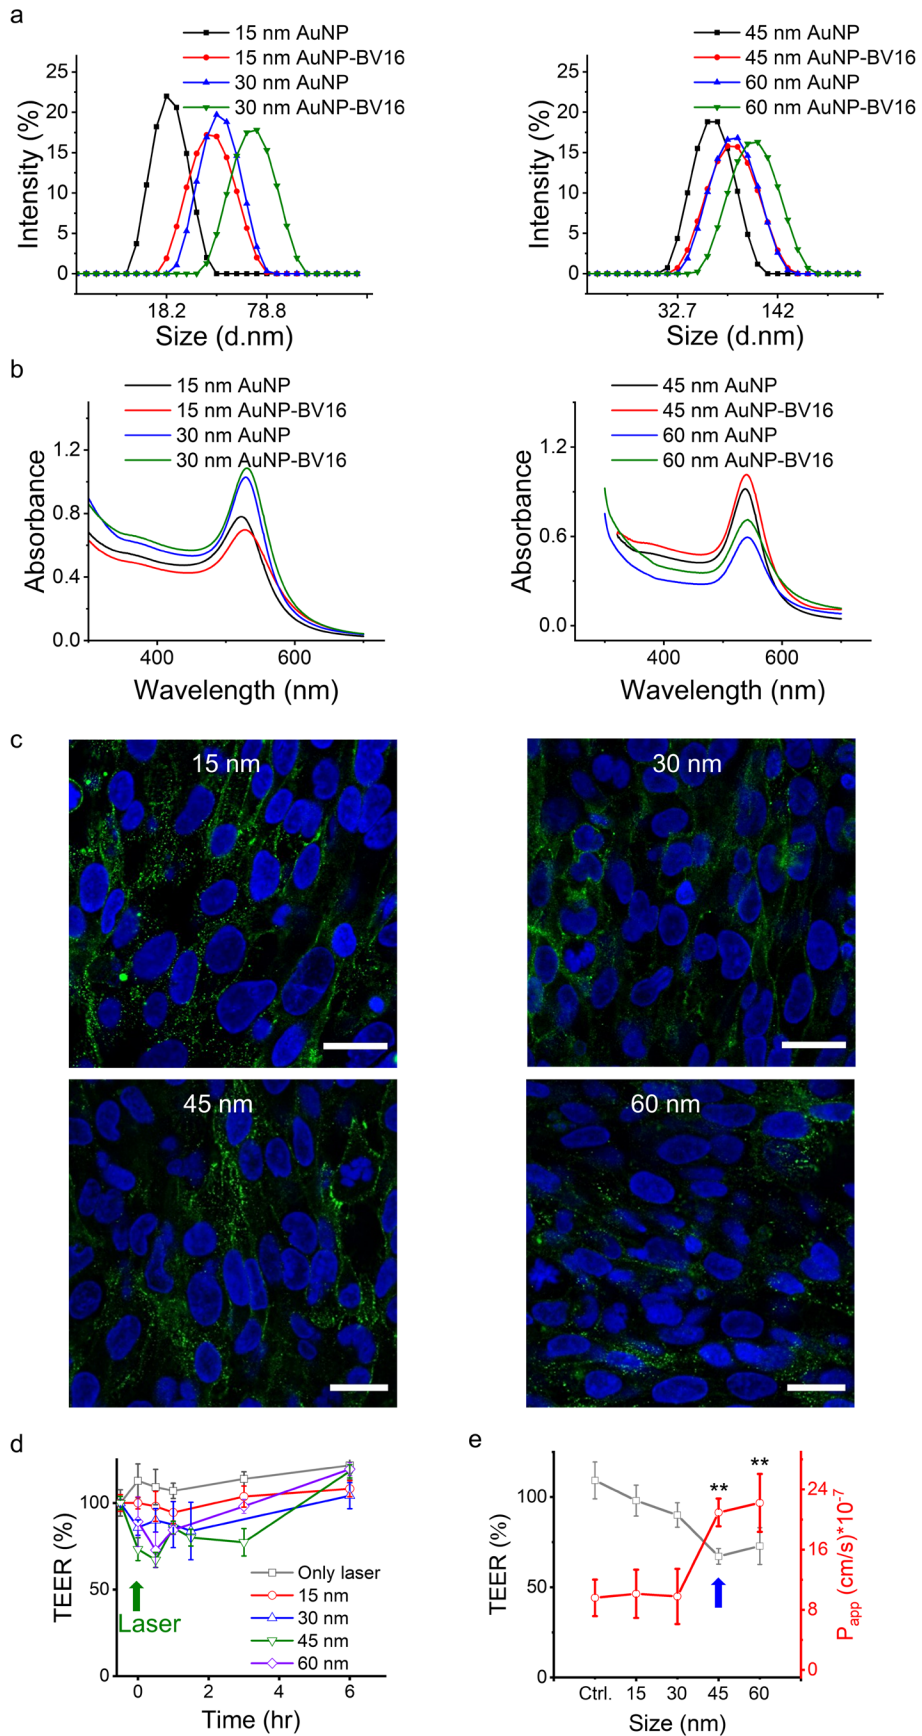 a
15 nm AuNP
15 nm AuNP-BV16
30 nm AuNP
30 nm AuNP-BV16
25
20
15
10
5
0
Intensity (%)
18.2
78.8
Size (d.nm)
45 nm AuNP
45 nm AuNP-BV16
60 nm AuNP
60 nm AuNP-BV16
25
20
15
10
5
0
Intensity (%)
32.7
142
Size (d.nm)
b
15 nm AuNP
15 nm AuNP-BV16
30 nm AuNP
30 nm AuNP-BV16
1.2
0.8
0.4
0.0
Absorbance
400
600
Wavelength (nm)
45 nm AuNP
45 nm AuNP-BV16
60 nm AuNP
60 nm AuNP-BV16
1.2
0.6
0.0
Absorbance
400
600
Wavelength (nm)
c
15 nm
30 nm
45 nm
60 nm
d
100
50
0
TEER (%)
Laser
Only laser
15 nm
30 nm
45 nm
60 nm
0
2
4
6
Time (hr)
e
100
50
0
TEER (%)
**
**
24
16
8
0
Papp (cm/s)*10^-7
Ctrl.
15
30
45
60
Size (nm)